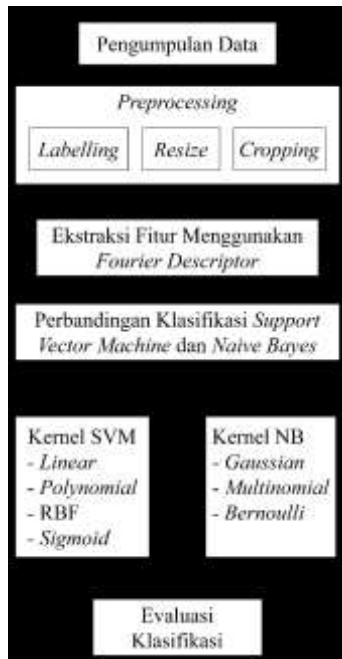 Pengumpulan Data
Preprocessing
Labelling
Resize
Cropping
Ekstraksi Fitur Menggunakan
Fourier Descriptor
Perbandingan Klasifikasi Support
Vector Machine dan Naive Bayes
Kernel SVM
- Linear
- Polynomial
- RBF
- Sigmoid
Kernel NB
- Gaussian
- Multinomial
- Bernoulli
Evaluasi
Klasifikasi